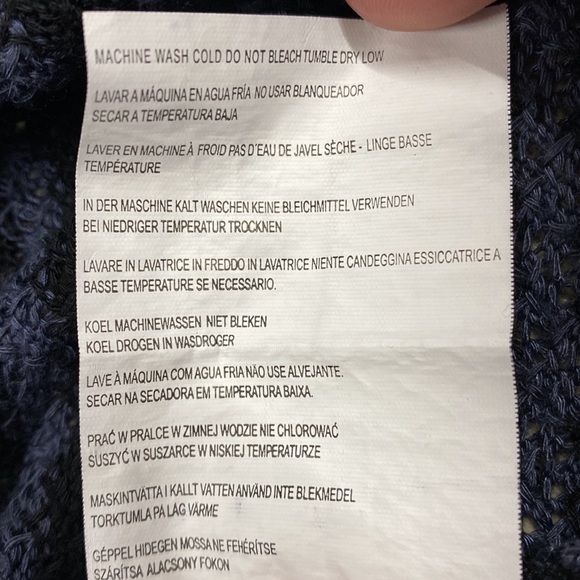 MACHINE WASH COLD DO NOT BLEACH TUMBLE DRY LOW
LAVAR A MÁQUINA EN AGUA FRÍA NO USAR BLANQUEADOR
SECAR A TEMPERATURA BAJA
LAVER EN MACHINE À FROID PAS D'EAU DE JAVEL SÈCHE - LINGE BASSE
TEMPÉRATURE
IN DER MASCHINE KALT WASCHEN KEINE BLEICHMITTEL VERWENDEN
BEI NIEDRIGER TEMPERATUR TROCKNEN
LAVARE IN LAVATRICE IN FREDDO IN LAVATRICE NIENTE CANDEGGINA ESSICCATRICE A
BASSE TEMPERATURE SE NECESSARIO.
KOEL MACHINEWASSEN NIET BLEKEN
KOEL DROGEN IN WASDROGER
LAVE À MÁQUINA COM AGUA FRIA NÃO USE ALVEJANTE.
SECAR NA SECADORA EM TEMPERATURA BAIXA.
PRAĆ W PRALCE W ZIMNEJ WODZIE NIE CHLOROWAĆ
SUSZYĆ W SUSZARCE W NISKIEJ TEMPERATURZE
MASKINTVÄTTA I KALLT VATTEN ANVÄND INTE BLEKMEDEL
TORKTUMLA PÅ LÅG VÄRME
GÉPPEL HIDEGEN MOSSA NE FEHÉRÍTSE
SZÁRÍTSA ALACSONY FOKON